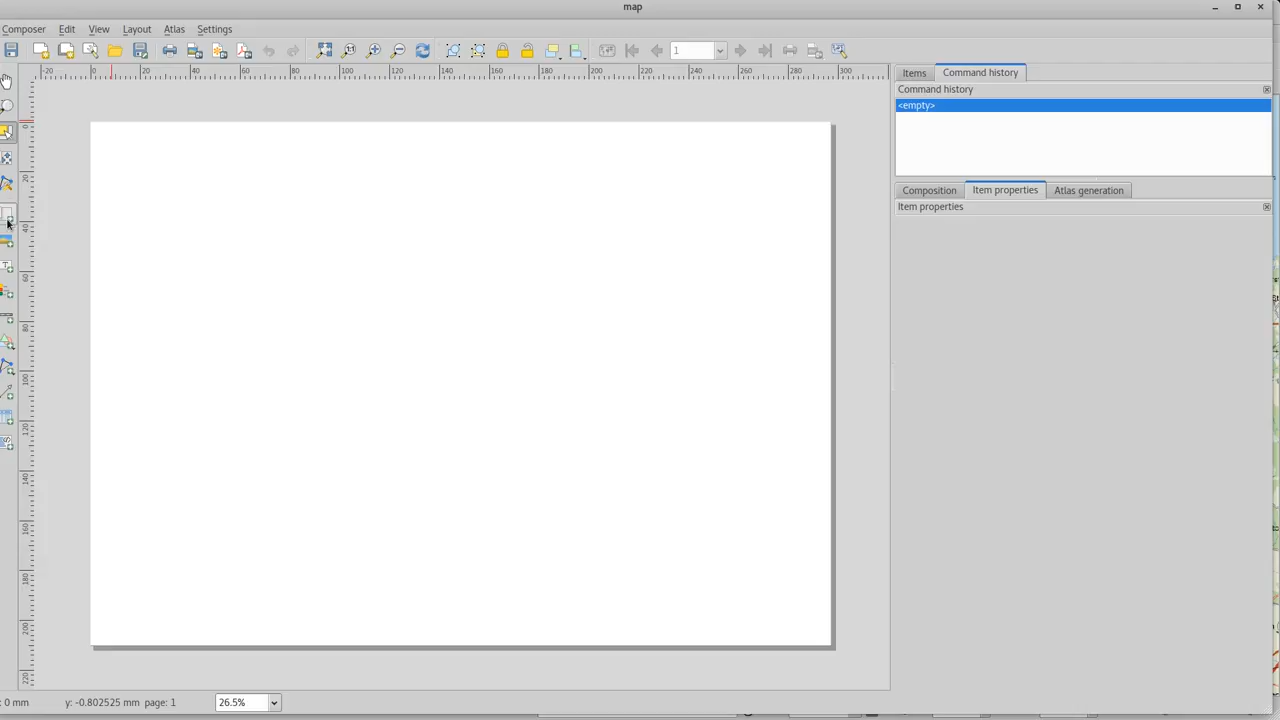 map
Composer Edit View Layout Atlas Settings
1
-20 0 20 40 60 80 100 120 140 160 180 200 220 240 260 280 300
Items Command history
Command history
<empty>
Composition Item properties Atlas generation
Item properties
0
20
40
60
80
100
120
140
160
180
200
220
: 0 mm y: -0.802525 mm page: 1 26.5%